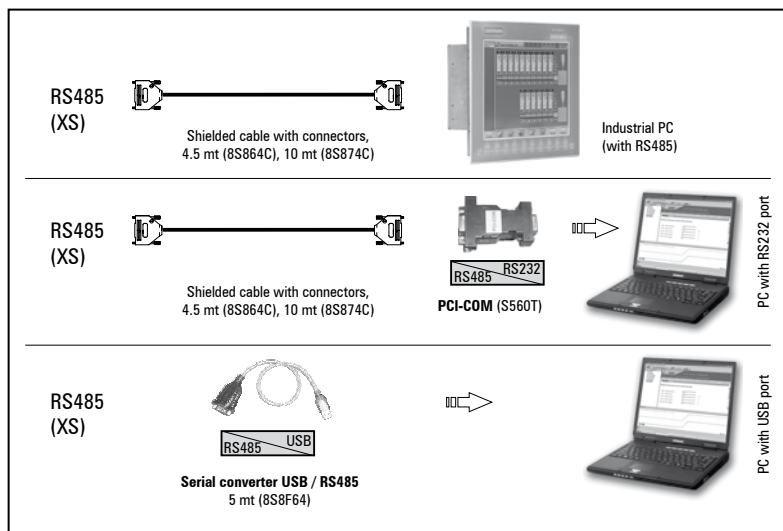 RS485
(XS)
Shielded cable with connectors,
4.5 mt (8S864C), 10 mt (8S874C)
Industrial PC
(with RS485)
RS485
(XS)
Shielded cable with connectors,
4.5 mt (8S864C), 10 mt (8S874C)
RS485 RS232
PCI-COM (S560T)
PC with RS232 port
RS485
(XS)
RS485 USB
Serial converter USB / RS485
5 mt (8S8F64)
PC with USB port